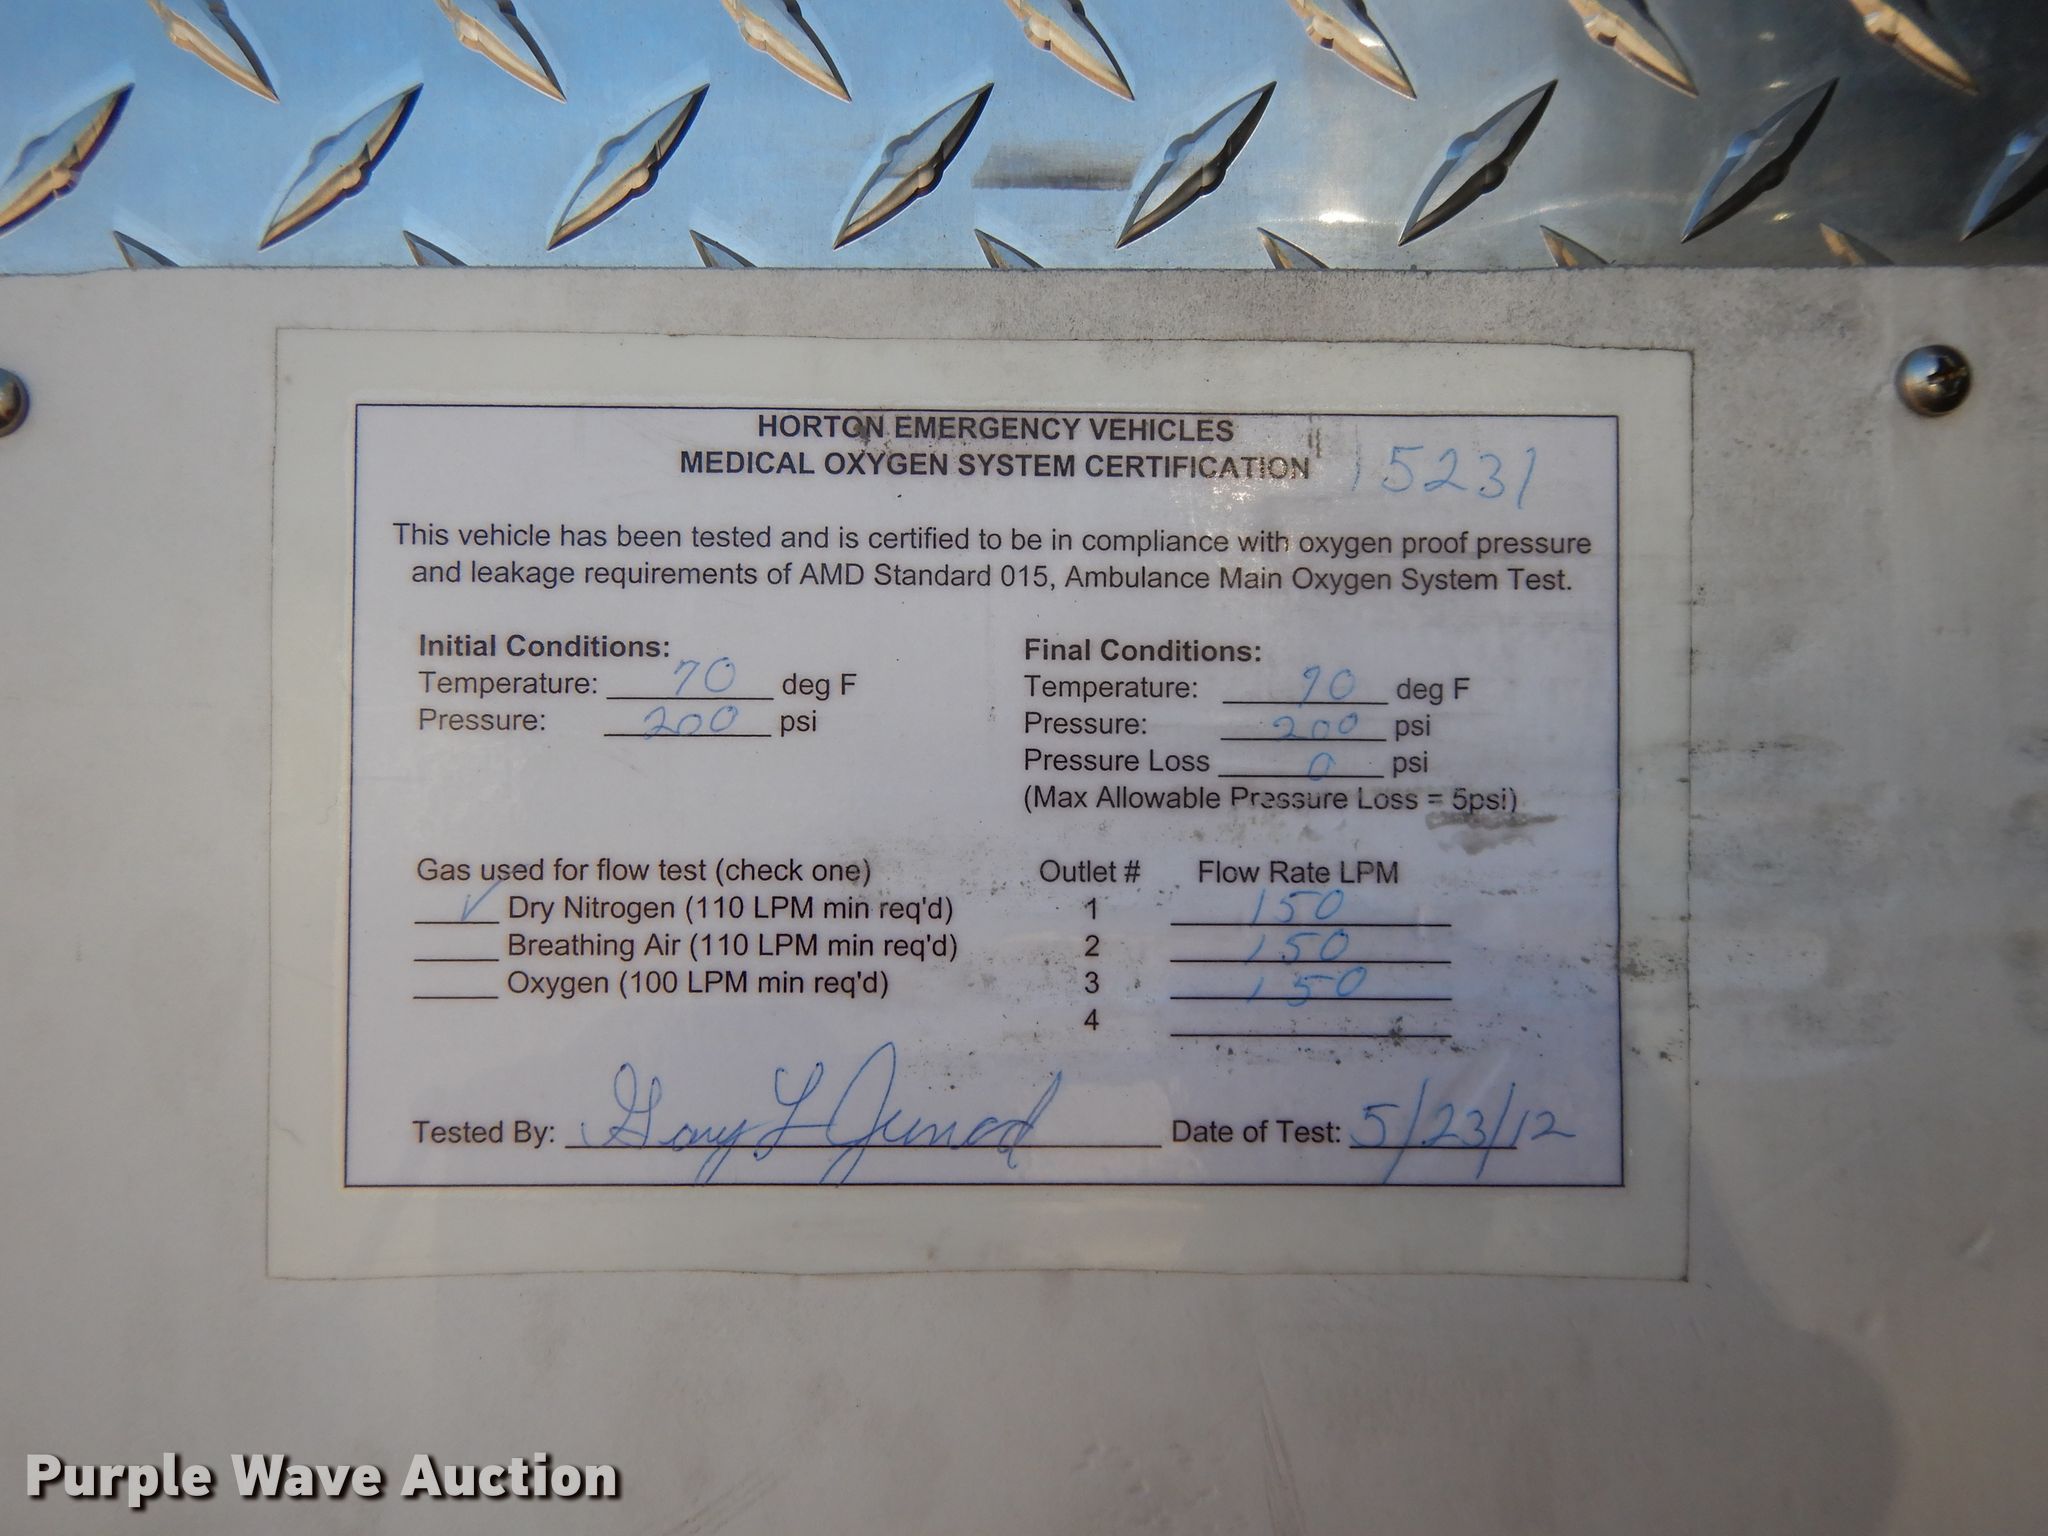 HORTON EMERGENCY VEHICLES
MEDICAL OXYGEN SYSTEM CERTIFICATION 15231
This vehicle has been tested and is certified to be in compliance with oxygen proof pressure
and leakage requirements of AMD Standard 015, Ambulance Main Oxygen System Test.
Initial Conditions:
Temperature: 70 deg F
Pressure: 200 psi
Final Conditions:
Temperature: 70 deg F
Pressure: 200 psi
Pressure Loss 0 psi
(Max Allowable Pressure Loss = 5psi)
Gas used for flow test (check one)
✓ Dry Nitrogen (110 LPM min req'd)
Breathing Air (110 LPM min req'd)
Oxygen (100 LPM min req'd)
Outlet # Flow Rate LPM
1 150
2 150
3 150
4
Tested By: Gary L Junod Date of Test: 5/23/12
Purple Wave Auction